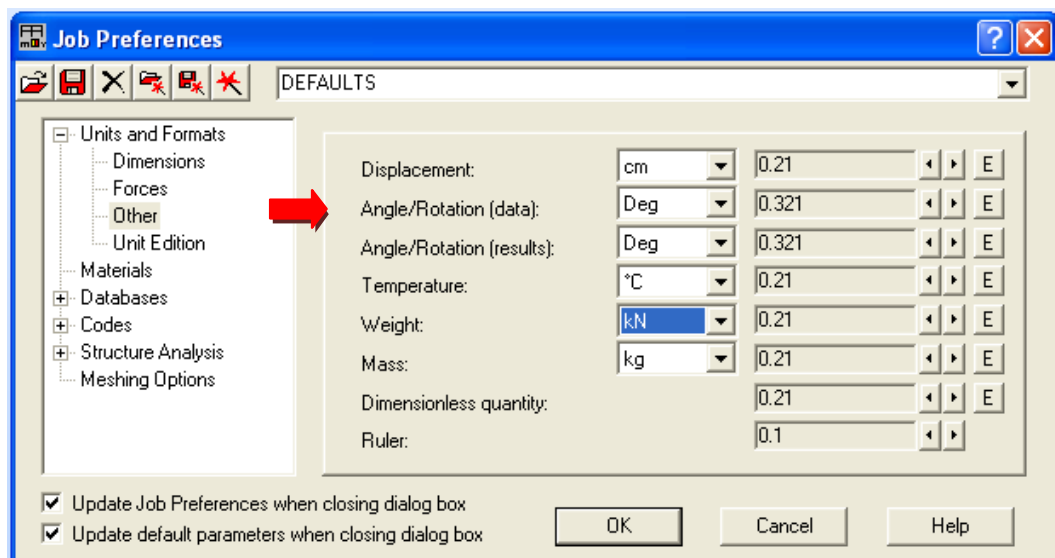 Job Preferences
DEFAULTS
Units and Formats
Dimensions
Forces
Other
Unit Edition
Materials
Databases
Codes
Structure Analysis
Meshing Options
Displacement: cm 0.21 E
Angle/Rotation (data): Deg 0.321 E
Angle/Rotation (results): Deg 0.321 E
Temperature: °C 0.21 E
Weight: kN 0.21 E
Mass: kg 0.21 E
Dimensionless quantity: 0.21 E
Ruler: 0.1
Update Job Preferences when closing dialog box
Update default parameters when closing dialog box
OK Cancel Help